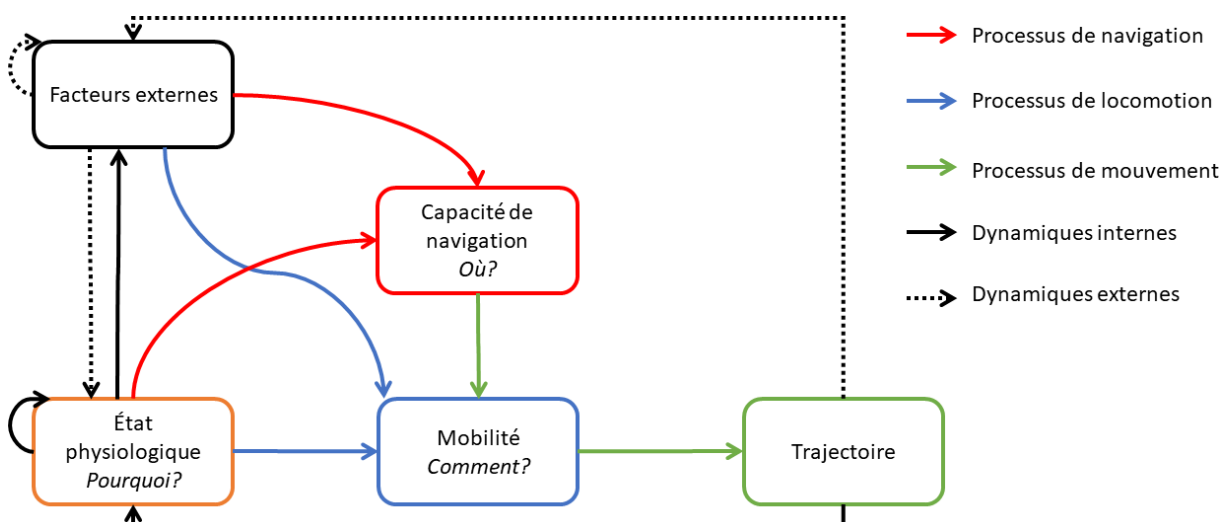 Facteurs externes
Capacité de
navigation
Où?
État
physiologique
Pourquoi?
Mobilité
Comment?
Trajectoire
Processus de navigation
Processus de locomotion
Processus de mouvement
Dynamiques internes
Dynamiques externes